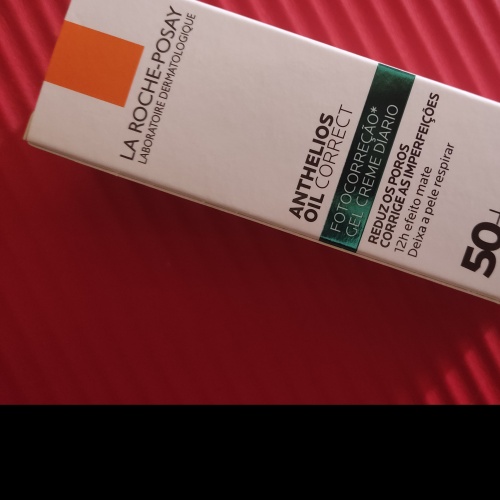 LA ROCHE-POSAY
LABORATOIRE DERMATOLOGIQUE
ANTHELIOS
OIL CORRECT
FOTOCORREÇÃO*
GEL CREME DIÁRIO
REDUZ OS POROS
CORRIGE AS IMPERFEIÇÕES
12h efeito mate
Deixa a pele respirar
50